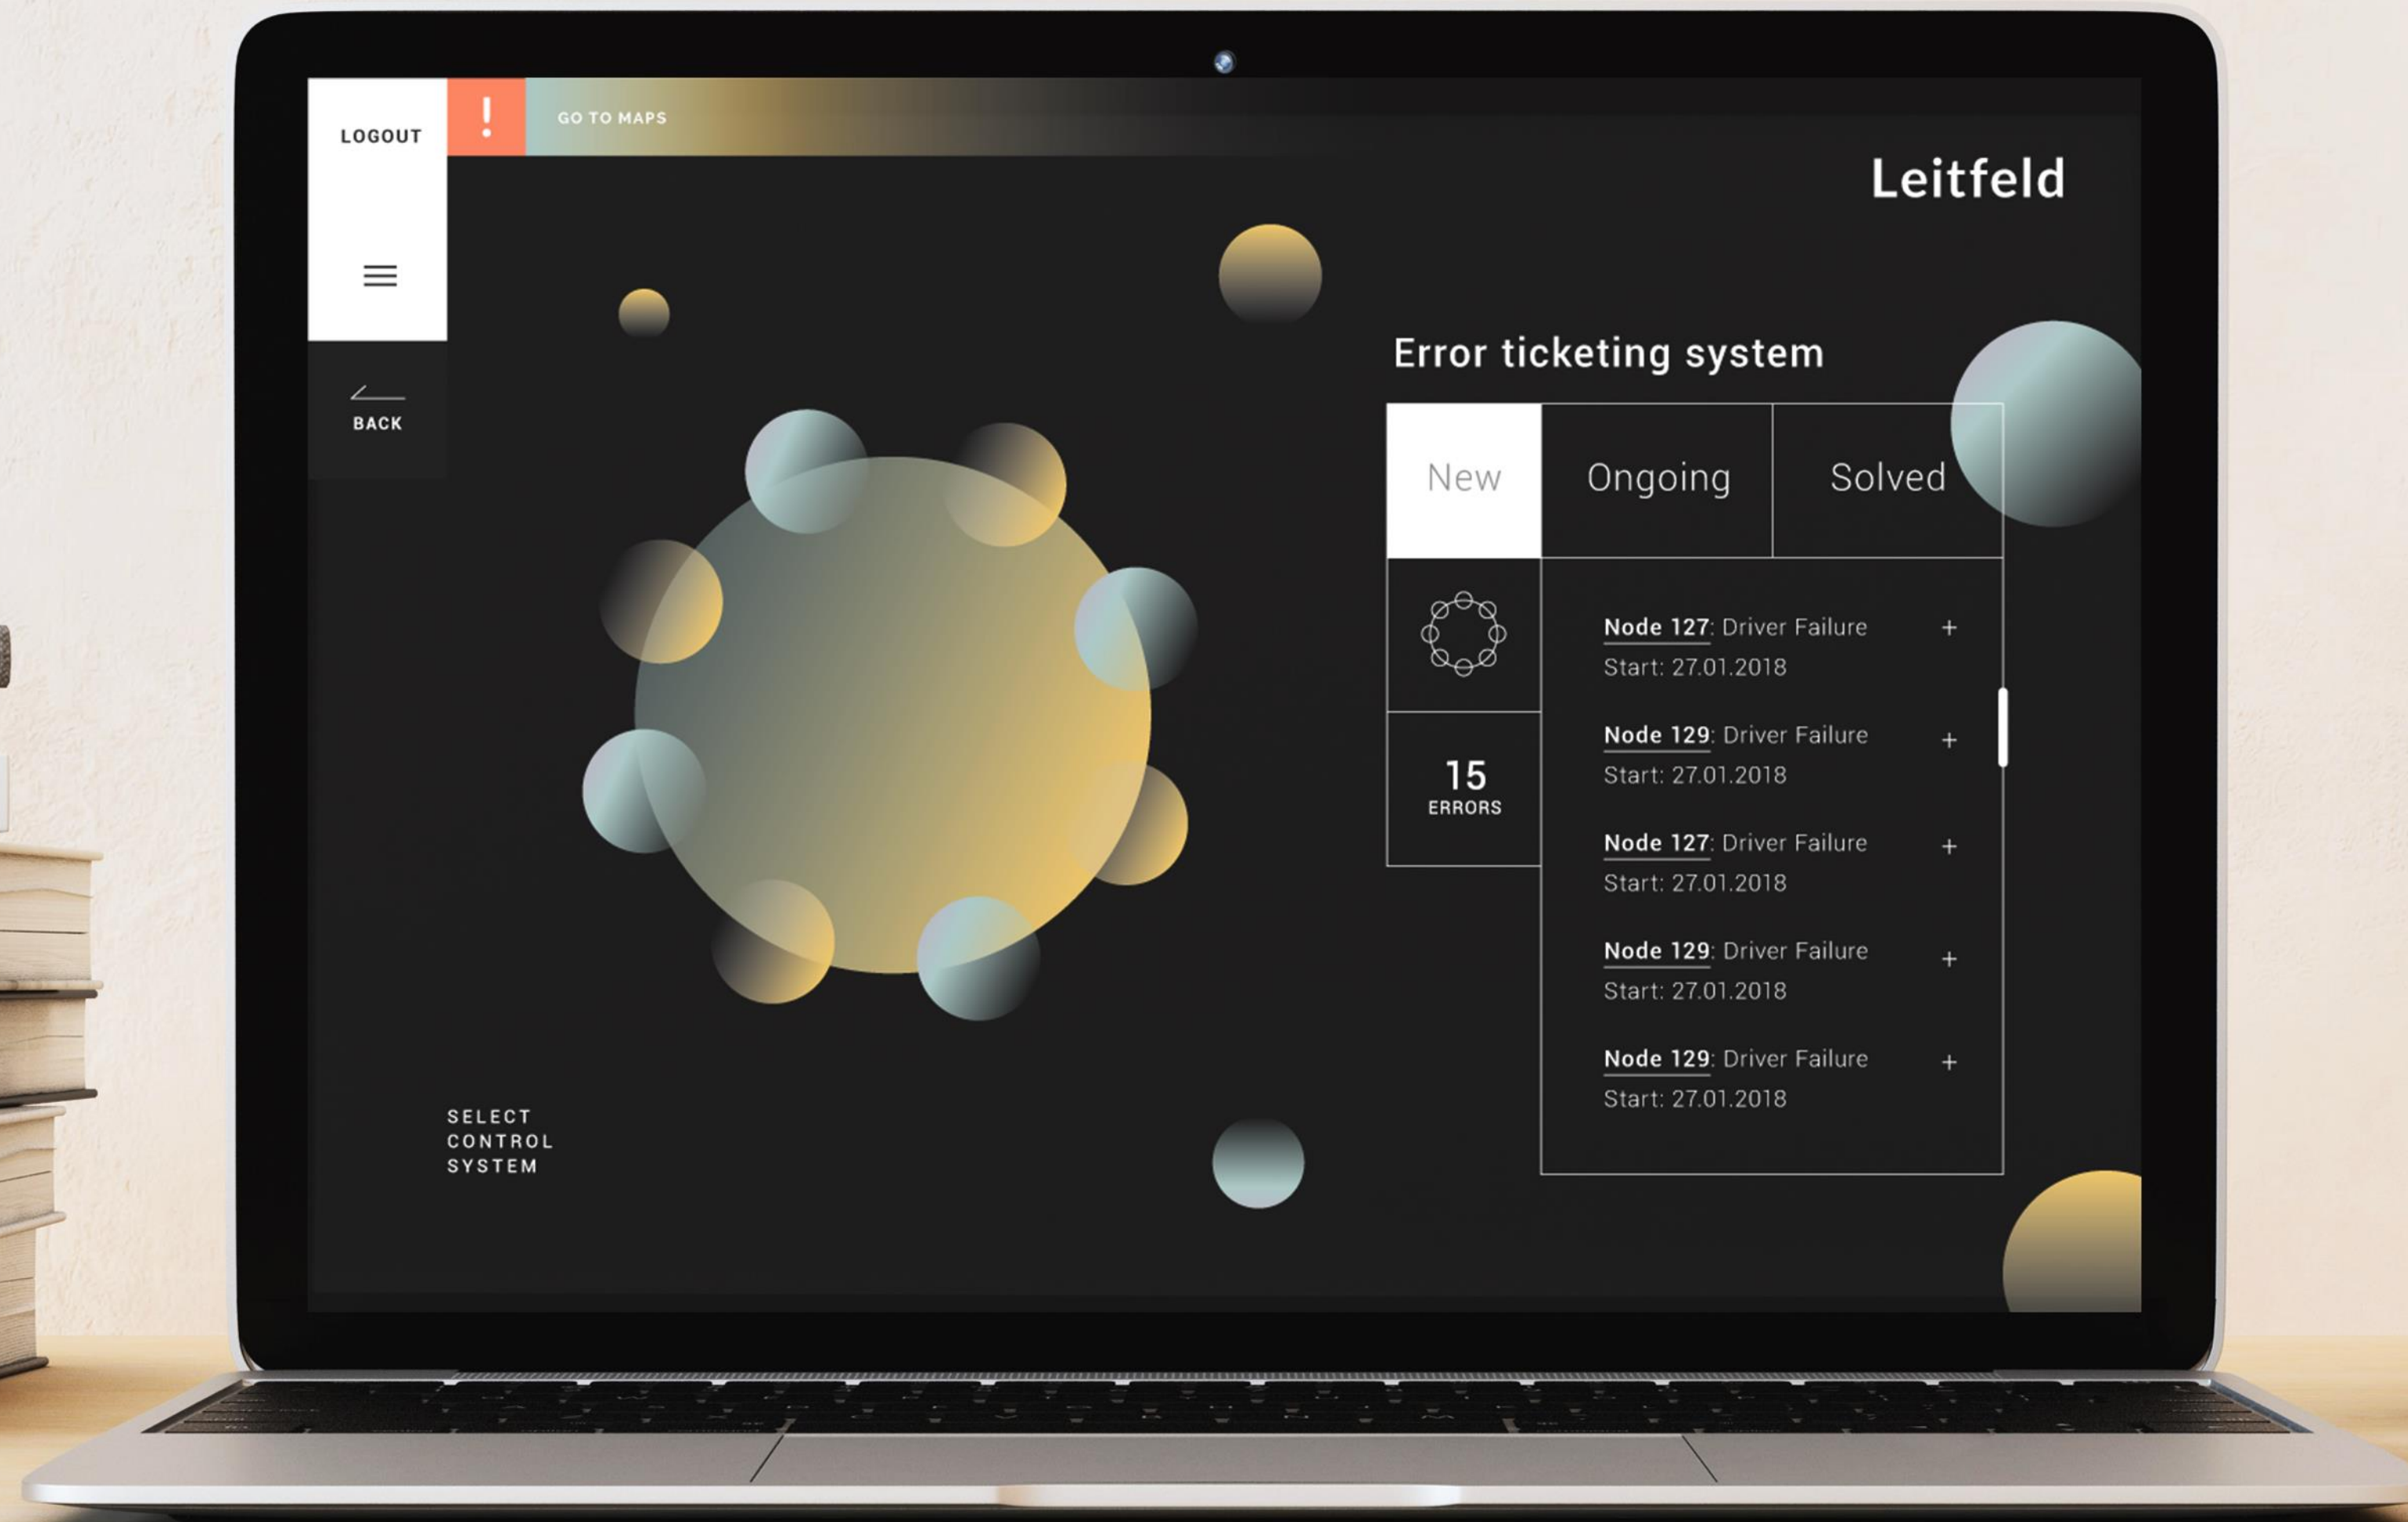 LOGOUT
!
GO TO MAPS
Leitfeld
BACK
Error ticketing system
New
Ongoing
Solved
15
ERRORS
Node 127: Driver Failure +
Start: 27.01.2018
Node 129: Driver Failure +
Start: 27.01.2018
Node 127: Driver Failure +
Start: 27.01.2018
Node 129: Driver Failure +
Start: 27.01.2018
Node 129: Driver Failure +
Start: 27.01.2018
SELECT
CONTROL
SYSTEM